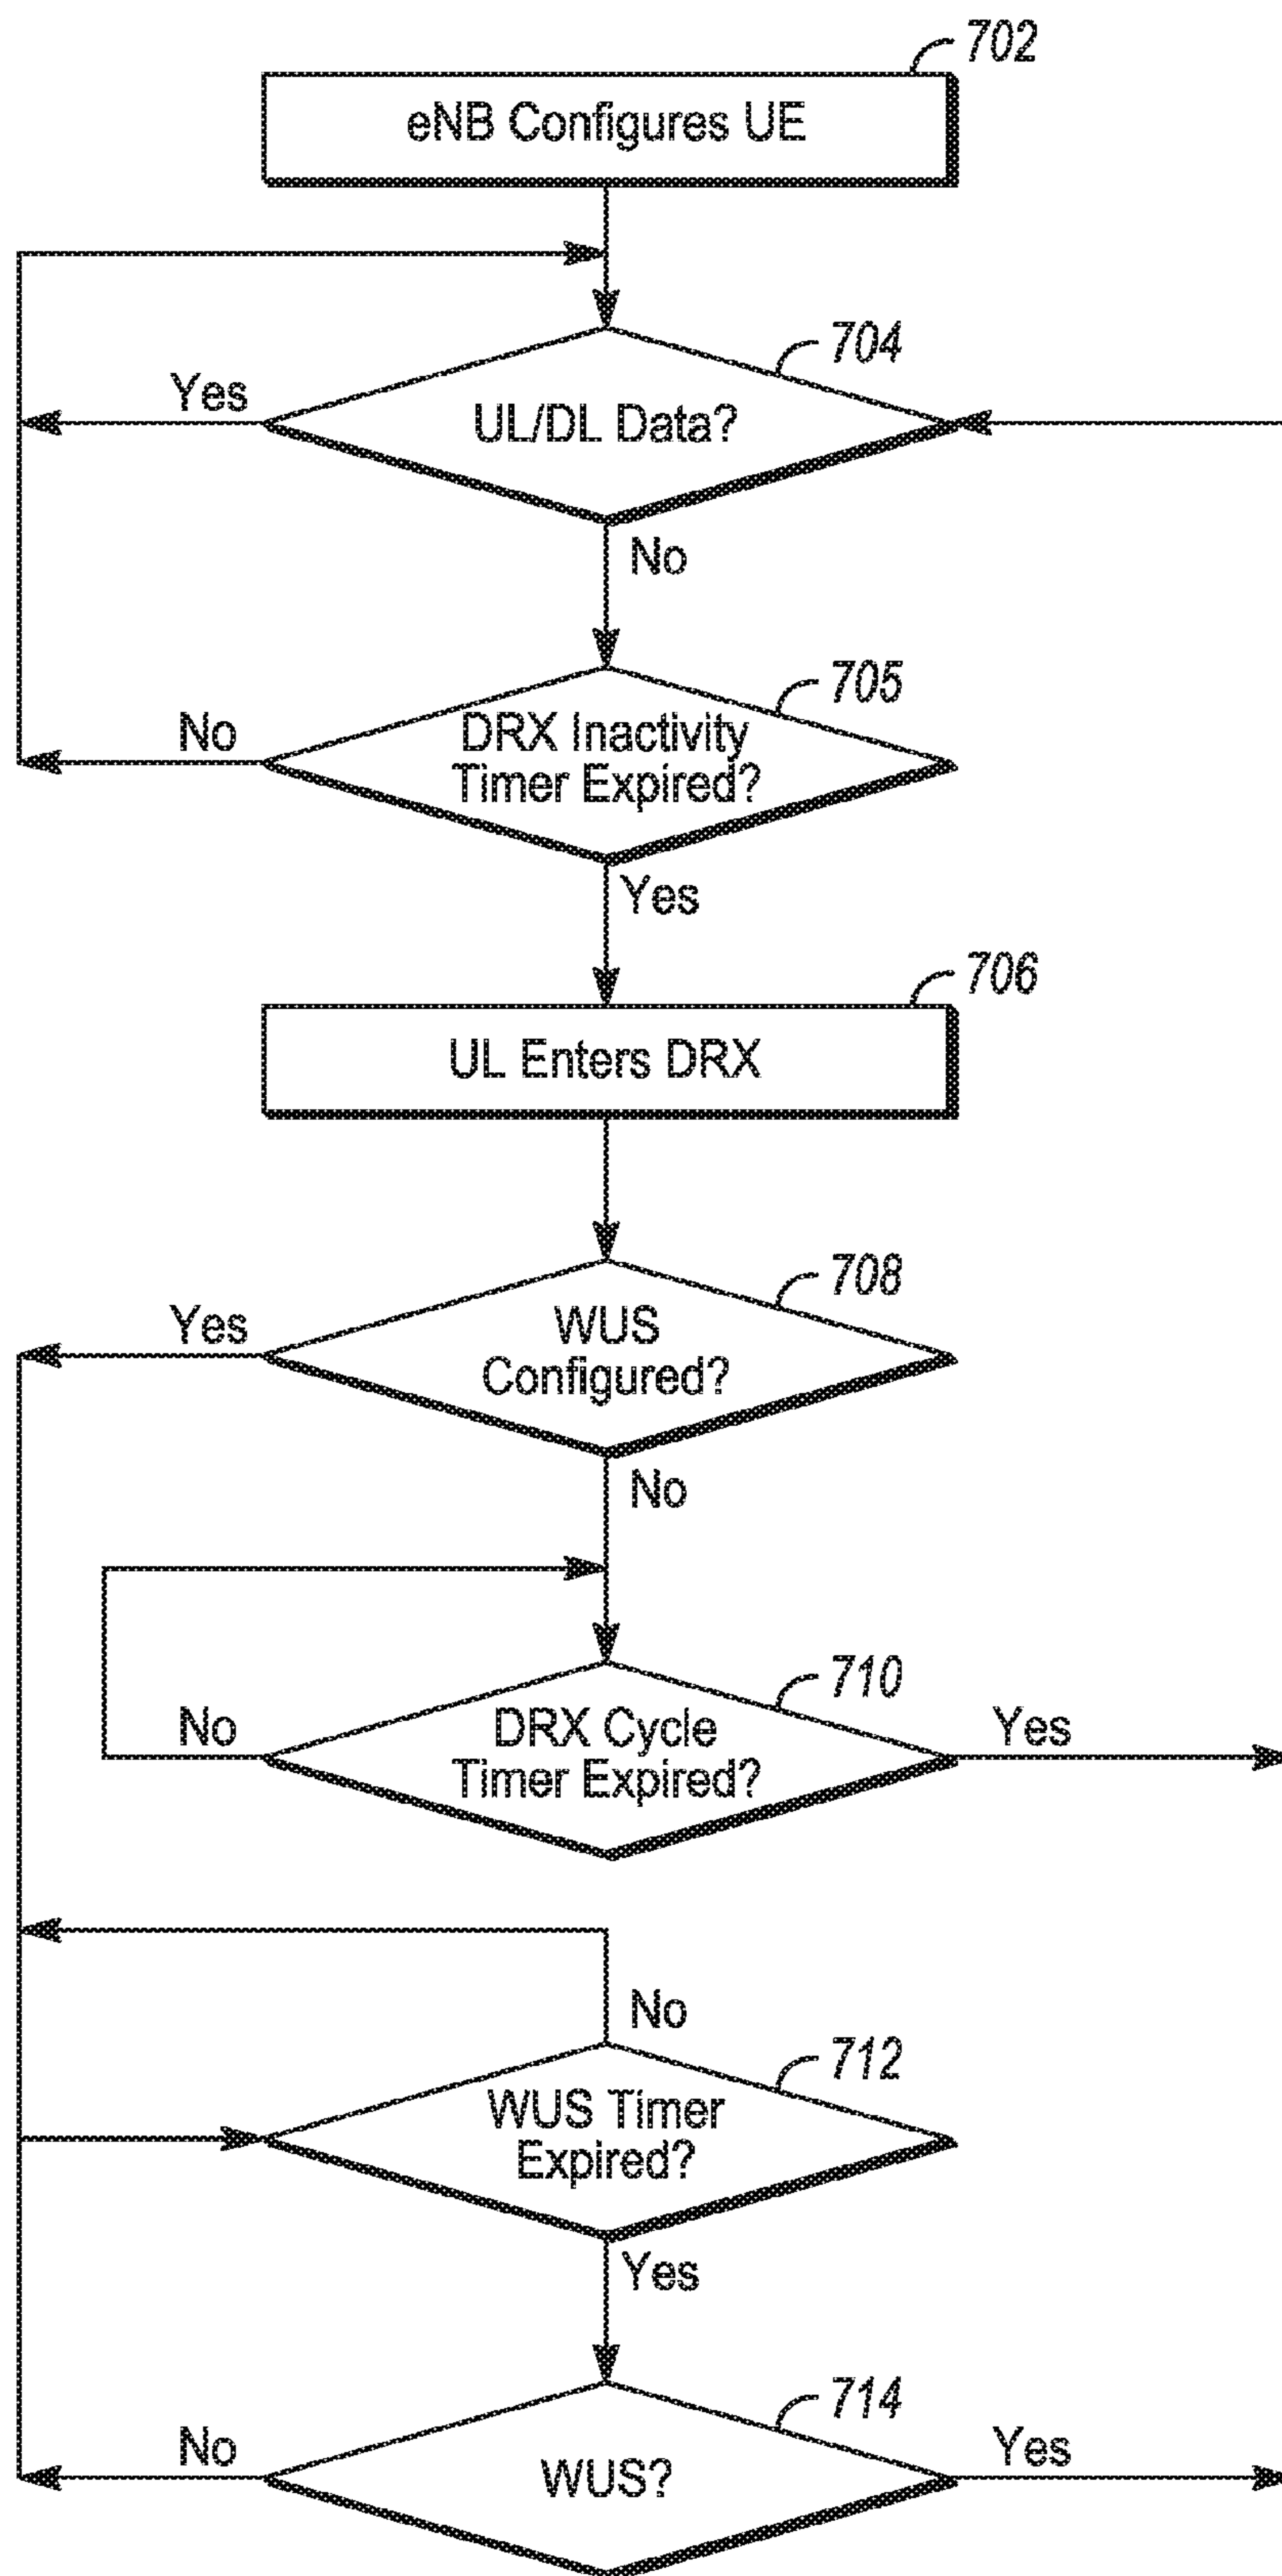 702
eNB Configures UE
704
Yes
UL/DL Data?
No
705
No
DRX Inactivity
Timer Expired?
Yes
706
UL Enters DRX
708
Yes
WUS
Configured?
No
710
No
DRX Cycle
Timer Expired?
Yes
No
712
WUS Timer
Expired?
Yes
714
No
WUS?
Yes